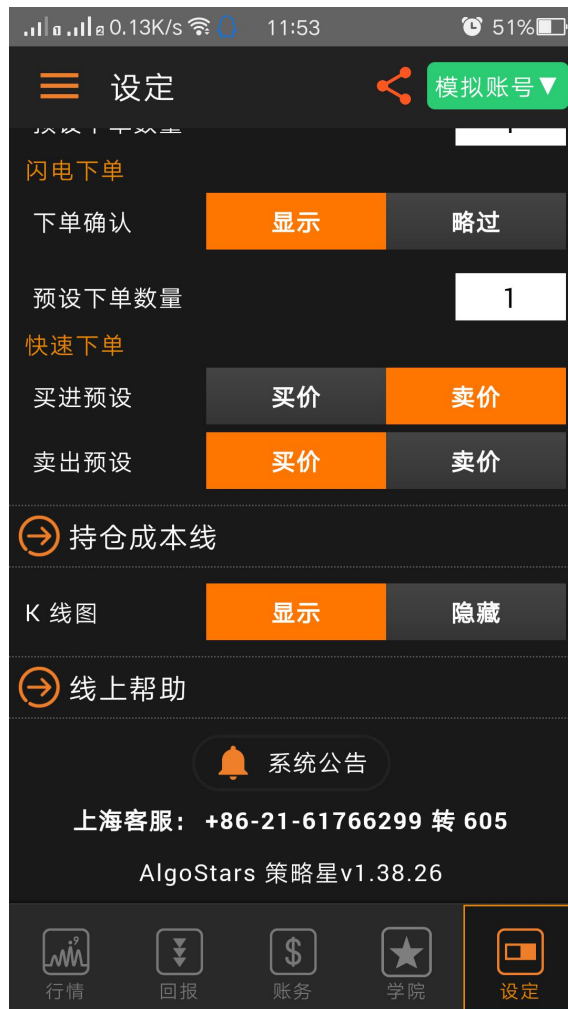 0.13K/s 11:53 51%
设定 模拟账号▼
闪电下单
下单确认 显示 略过
预设下单数量 1
快速下单
买进预设 买价 卖价
卖出预设 买价 卖价
持仓成本线
K 线图 显示 隐藏
线上帮助
系统公告
上海客服： +86-21-61766299 转 605
AlgoStars 策略星v1.38.26
行情 回报 账务 学院 设定